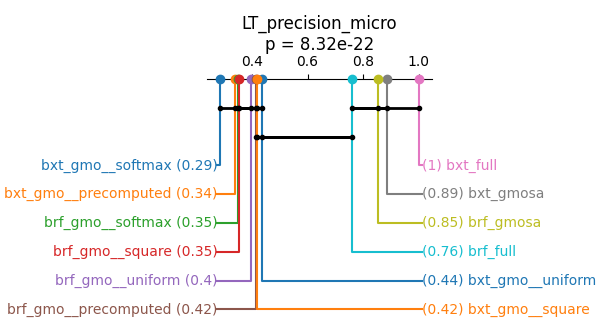 LT_precision_micro
p = 8.32e-22
0.4 0.6 0.8 1.0
bxt_gmo__softmax (0.29)
(1) bxt_full
bxt_gmo__precomputed (0.34)
(0.89) bxt_gmosa
brf_gmo__softmax (0.35)
(0.85) brf_gmosa
brf_gmo__square (0.35)
(0.76) brf_full
brf_gmo__uniform (0.4)
(0.44) bxt_gmo__uniform
brf_gmo__precomputed (0.42)
(0.42) bxt_gmo__square